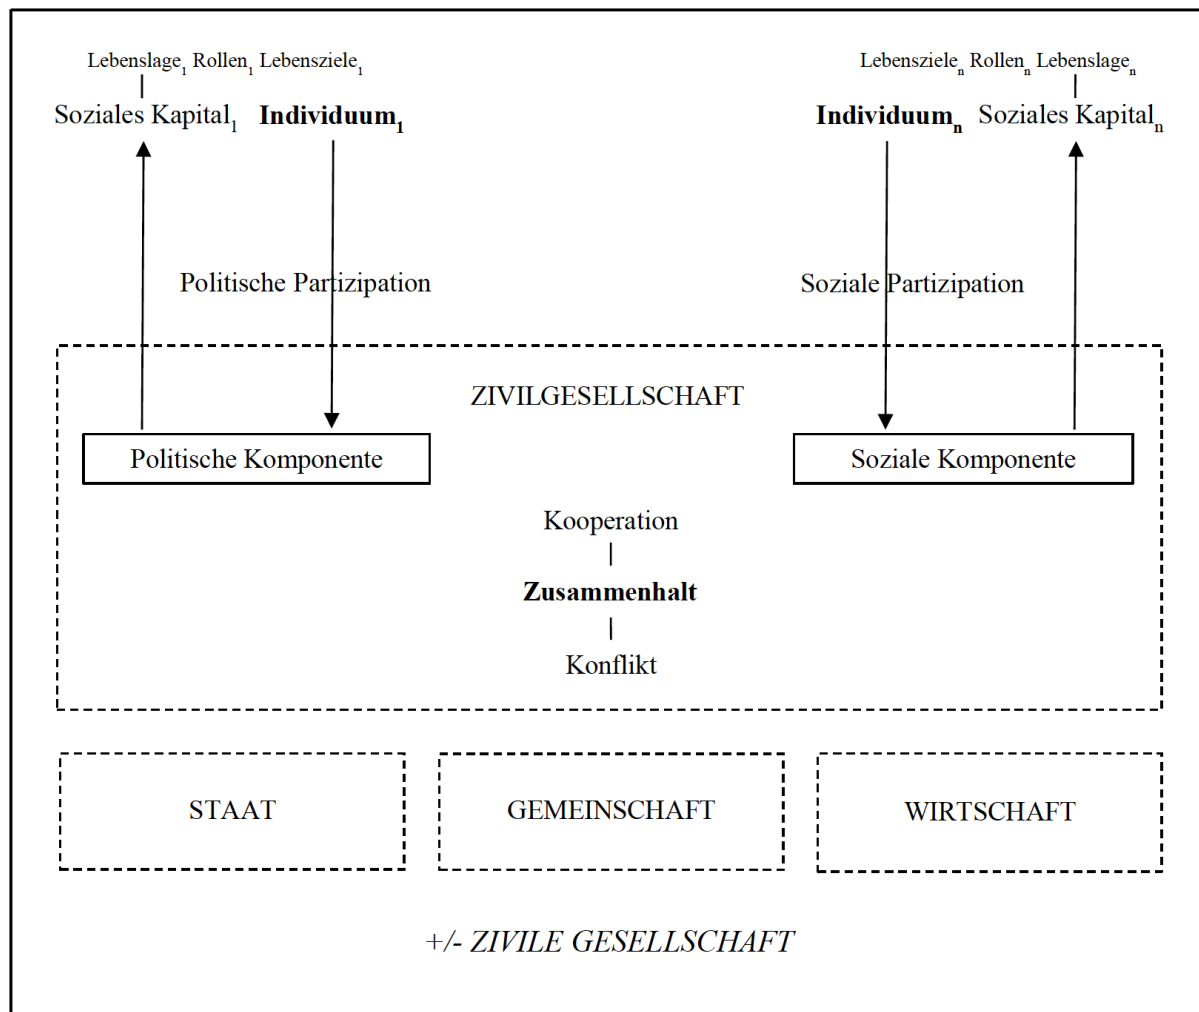 Lebenslage₁ Rollen₁ Lebensziele₁
Lebenszieleₙ Rollenₙ Lebenslageₙ
Soziales Kapital₁ Individuum₁
Individuumₙ Soziales Kapitalₙ
Politische Partizipation
Soziale Partizipation
ZIVILGESELLSCHAFT
Politische Komponente
Soziale Komponente
Kooperation
Zusammenhalt
Konflikt
STAAT
GEMEINSCHAFT
WIRTSCHAFT
+/- ZIVILE GESELLSCHAFT